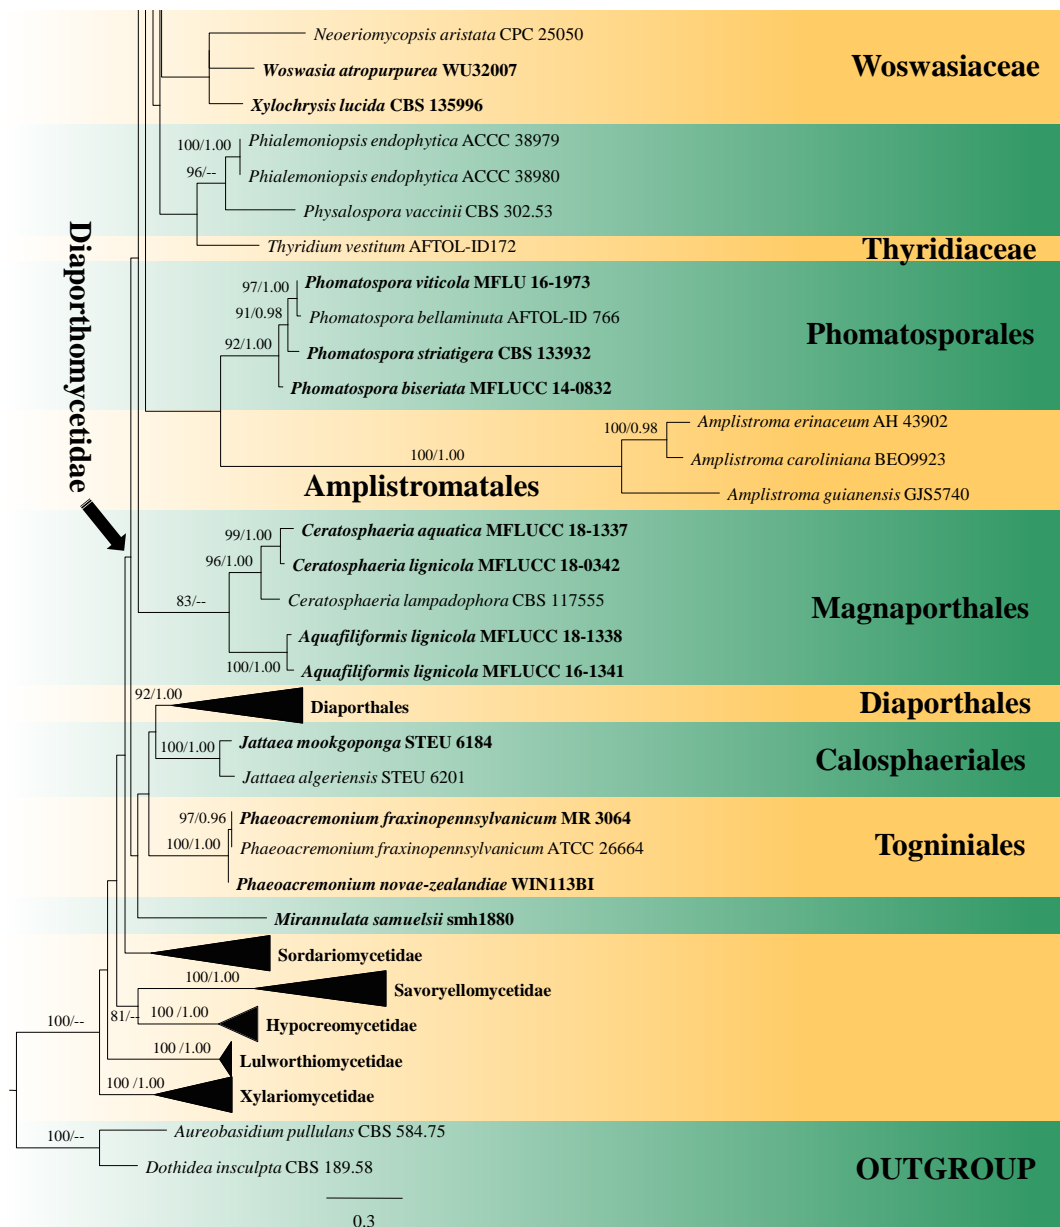 Neoeriomycopsis aristata CPC 25050
Woswasiaceae
Woswasia atropurpurea WU32007
Xylochrysis lucida CBS 135996
100/1.00
Phialemoniopsis endophytica ACCC 38979
96/--
Phialemoniopsis endophytica ACCC 38980
Physalospora vaccinii CBS 302.53
Thyridium vestitum AFTOL-ID172
Thyridiaceae
Diaporthomycetidae
97/1.00
Phomatospora viticola MFLU 16-1973
91/0.98
Phomatospora bellaminuta AFTOL-ID 766
Phomatosporales
92/1.00
Phomatospora striatigera CBS 133932
Phomatospora biseriata MFLUCC 14-0832
100/0.98
Amplistroma erinaceum AH 43902
100/1.00
Amplistroma caroliniana BEO9923
Amplistromatales
Amplistroma guianensis GJS5740
99/1.00
Ceratosphaeria aquatica MFLUCC 18-1337
96/1.00
Ceratosphaeria lignicola MFLUCC 18-0342
83/--
Ceratosphaeria lampadophora CBS 117555
Magnaporthales
Aquafiliformis lignicola MFLUCC 18-1338
100/1.00
Aquafiliformis lignicola MFLUCC 16-1341
92/1.00
Diaporthales
Diaporthales
100/1.00
Jattaea mookgoponga STEU 6184
Calosphaeriales
Jattaea algeriensis STEU 6201
97/0.96
Phaeoacremonium fraxinopennsylvanicum MR 3064
100/1.00
Phaeoacremonium fraxinopennsylvanicum ATCC 26664
Togniniales
Phaeoacremonium novae-zealandiae WIN113BI
Mirannulata samuelsii smh1880
Sordariomycetidae
100/1.00
Savoryellomycetidae
81/--
100 /1.00
Hypocreomycetidae
100/--
100 /1.00
Lulworthiomycetidae
100 /1.00
Xylariomycetidae
100/--
Aureobasidium pullulans CBS 584.75
Dothidea insculpta CBS 189.58
OUTGROUP
0.3